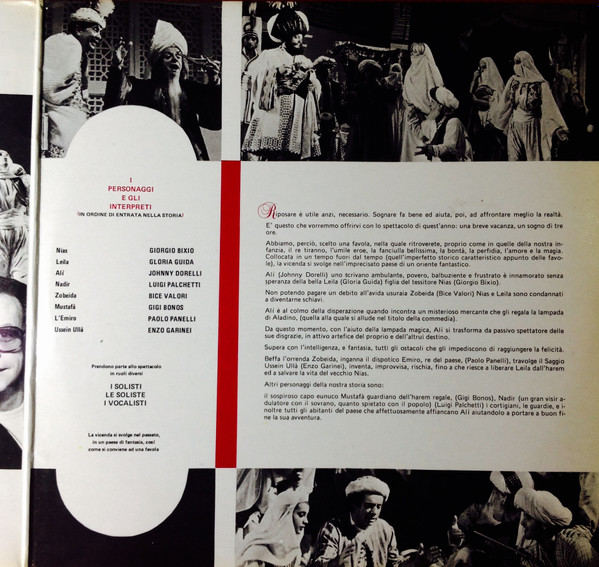 I
PERSONAGGI
E GLI
INTERPRETI
(IN ORDINE DI ENTRATA NELLA STORIA)
Nias GIORGIO BIXIO
Leila GLORIA GUIDA
Alí JOHNNY DORELLI
Nadir LUIGI PALCHETTI
Zobeida BICE VALORI
Mustafá GIGI BONOS
L'Emiro PAOLO PANELLI
Ussein Ullá ENZO GARINEI
Prendono parte allo spettacolo
in ruoli diversi
I SOLISTI
LE SOLISTE
I VOCALISTI
La vicenda si svolge nel passato,
in un paese di fantasia, così
come si conviene ad una favola
Riposare è utile anzi, necessario. Sognare fa bene ed aiuta, poi, ad affrontare meglio la realtà.
E' questo che vorremmo offrirvi con lo spettacolo di quest'anno: una breve vacanza, un sogno di tre
ore.
Abbiamo, perciò, scelto una favola, nella quale ritroverete, proprio come in quelle della nostra in-
fanzia, il re tiranno, l'umile eroe, la fanciulla bellissima, la bontà, la perfidia, l'amore e la magia.
Collocata in un tempo fuori dal tempo (quell'imperfetto storico caratteristico appunto delle favo-
le), la vicenda si svolge nell'imprecisato paese di un oriente fantastico.
Alí (Johnny Dorelli) uno scrivano ambulante, povero, balbuziente e frustrato è innamorato senza
speranza della bella Leila (Gloria Guida) figlia del tessitore Nias (Giorgio Bixio).
Non potendo pagare un debito all'avida usuraia Zobeida (Bice Valori) Nias e Leila sono condannati
a diventarne schiavi.
Alí è al colmo della disperazione quando incontra un misterioso mercante che gli regala la lampada
di Aladino, (quella alla quale si allude nel titolo della commedia).
Da questo momento, con l'aiuto della lampada magica, Alí si trasforma da passivo spettatore delle
sue disgrazie, in attivo artefice del proprio e dell'altrui destino.
Supera con l'intelligenza, e fantasia, tutti gli ostacoli che gli impediscono di raggiungere la felicità.
Beffa l'orrenda Zobeida, inganna il dispotico Emiro, re del paese, (Paolo Panelli), travolge il Saggio
Ussein Ullà (Enzo Garinei), inventa, improvvisa, rischia, fino a che riesce a liberare Leila dall'harem
ed a salvare la vita del vecchio Nias.
Altri personaggi della nostra storia sono:
il sospiroso capo eunuco Mustafà guardiano dell'harem regale, (Gigi Bonos), Nadir (un gran visir a-
dulatore con il sovrano, quanto spietato con il popolo) (Luigi Palchetti) i cortigiani, le guardie, e i-
noltre tutti gli abitanti del paese che affettuosamente affiancano Alí aiutandolo a portare a buon fi-
ne la sua avventura.